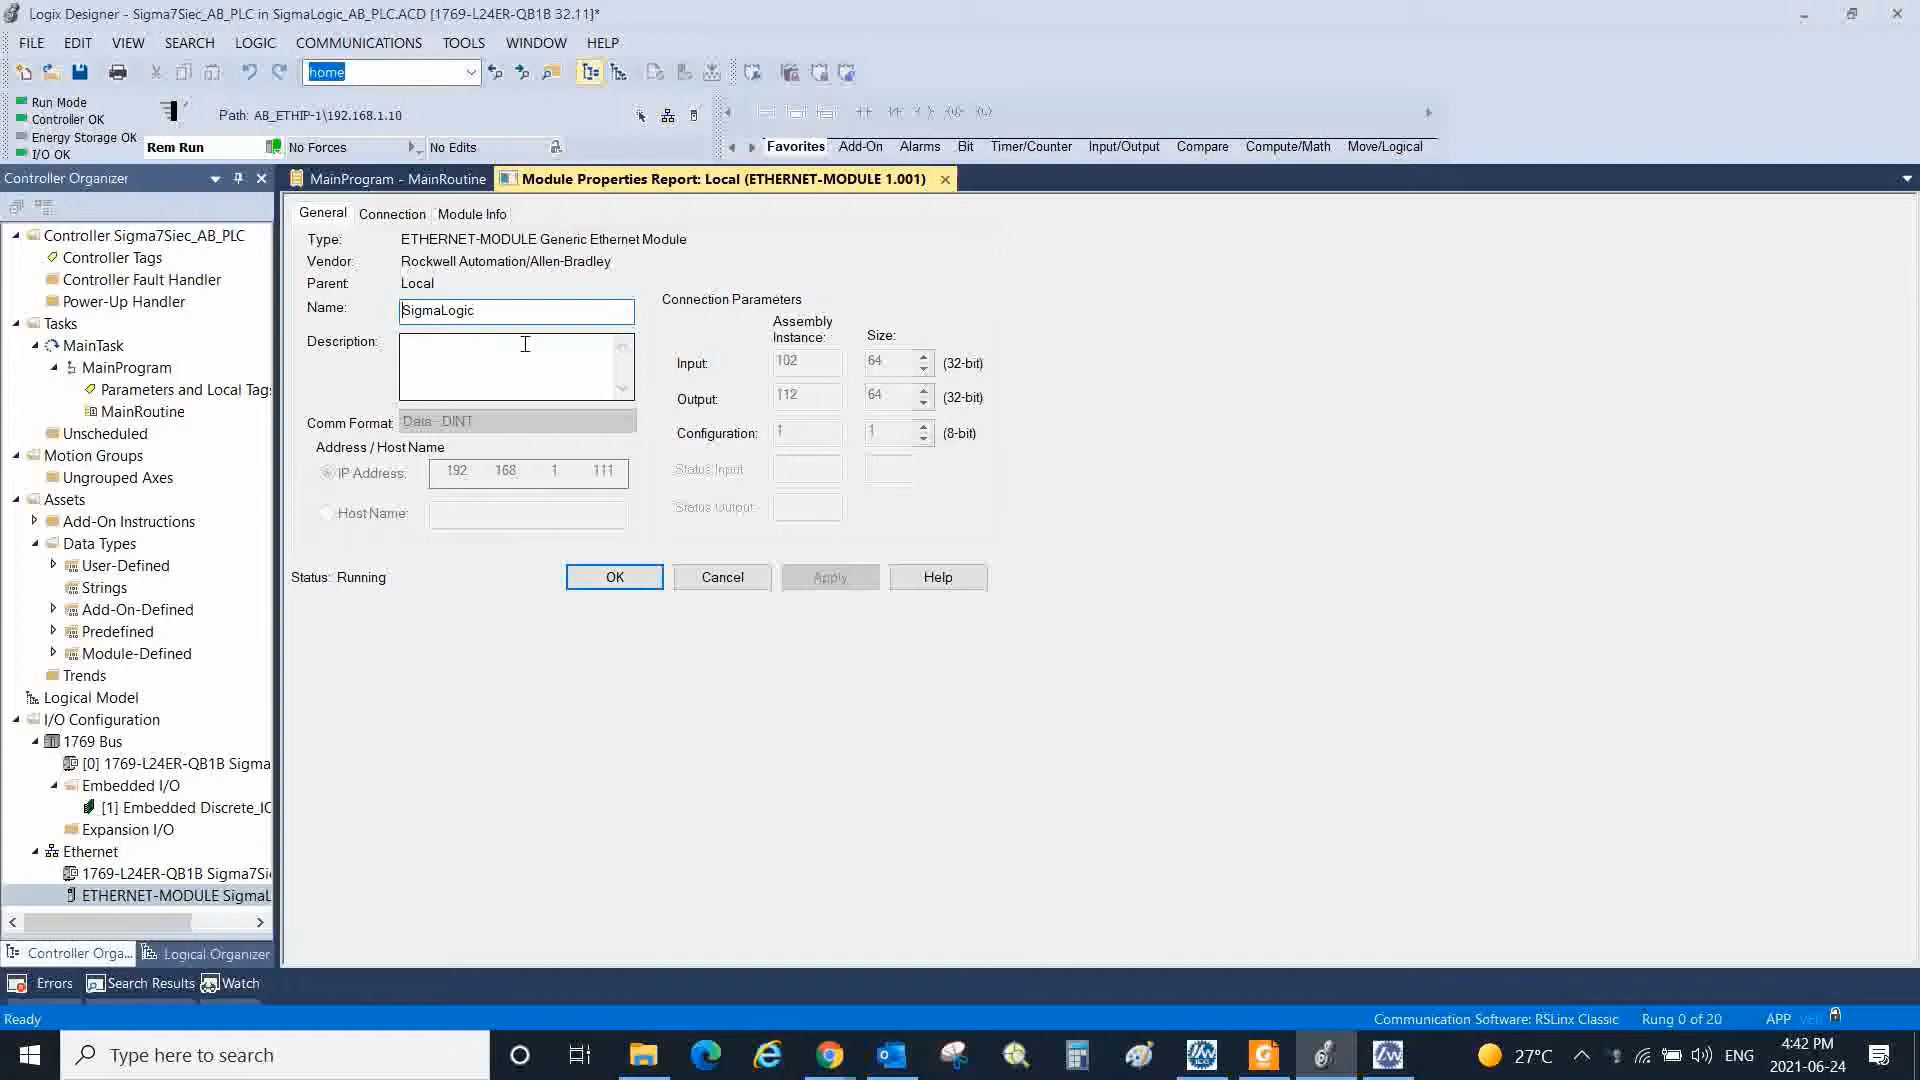 Logix Designer - Sigma7Siec_AB_PLC in SigmaLogic_AB_PLC.ACD [1769-L24ER-QB1B 32.11]*
FILE EDIT VIEW SEARCH LOGIC COMMUNICATIONS TOOLS WINDOW HELP
home
Run Mode
Controller OK
Energy Storage OK
I/O OK
Path: AB_ETHIP-1\192.168.1.10
Rem Run No Forces No Edits
Favorites Add-On Alarms Bit Timer/Counter Input/Output Compare Compute/Math Move/Logical
Controller Organizer
MainProgram - MainRoutine
Module Properties Report: Local (ETHERNET-MODULE 1.001)
Controller Sigma7Siec_AB_PLC
Controller Tags
Controller Fault Handler
Power-Up Handler
Tasks
MainTask
MainProgram
Parameters and Local Tag:
MainRoutine
Unscheduled
Motion Groups
Ungrouped Axes
Assets
Add-On Instructions
Data Types
User-Defined
Strings
Add-On-Defined
Predefined
Module-Defined
Trends
Logical Model
I/O Configuration
1769 Bus
[0] 1769-L24ER-QB1B Sigma
Embedded I/O
[1] Embedded Discrete_IO
Expansion I/O
Ethernet
1769-L24ER-QB1B Sigma7Si
ETHERNET-MODULE SigmaL
Controller Orga... Logical Organizer
General Connection Module Info
Type: ETHERNET-MODULE Generic Ethernet Module
Vendor: Rockwell Automation/Allen-Bradley
Parent: Local
Name: SigmaLogic
Description:
Comm Format: Data - DINT
Address / Host Name
IP Address: 192 168 1 111
Host Name:
Connection Parameters
Assembly
Instance: Size:
Input: 102 64 (32-bit)
Output: 112 64 (32-bit)
Configuration: 1 1 (8-bit)
Status Input:
Status Output:
Status: Running
OK Cancel Apply Help
Errors Search Results Watch
Ready
Communication Software: RSLinx Classic Rung 0 of 20 APP VER
Type here to search
27°C ENG
4:42 PM
2021-06-24